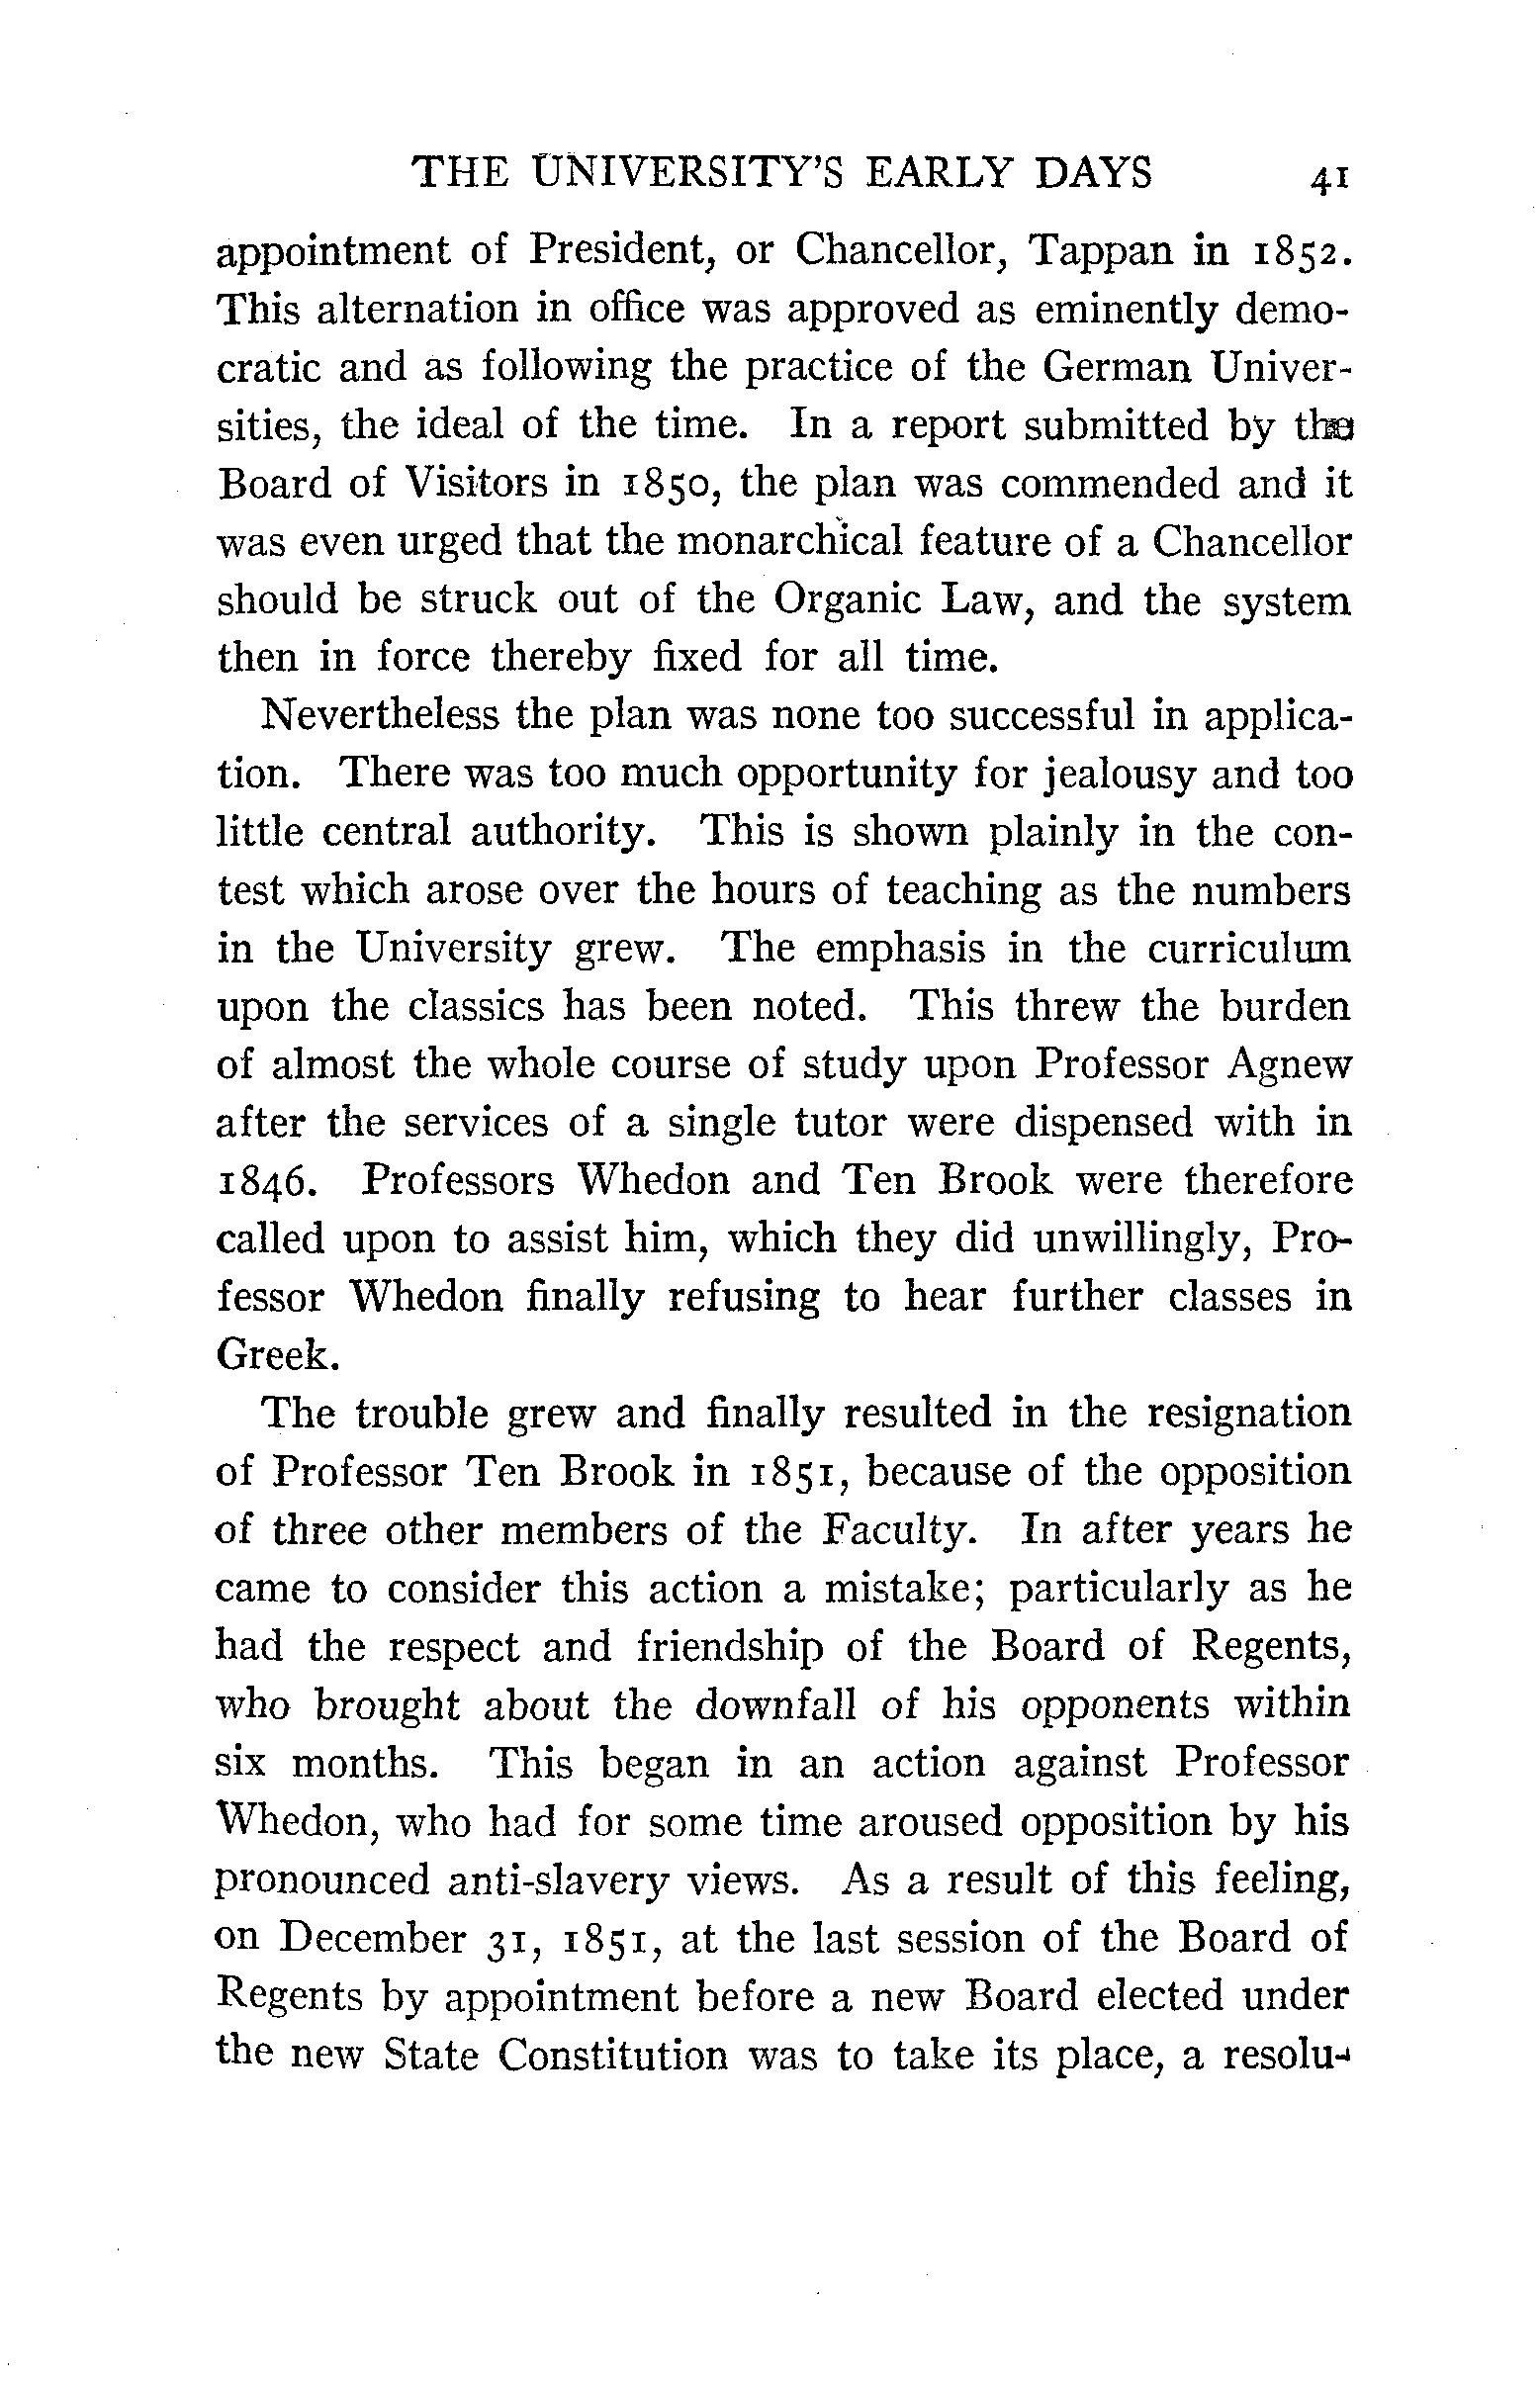 THE UNIVERSITY'S EARLY DAYS 41
appointment of President, or Chancellor, Tappan in 1852.
This alternation in office was approved as eminently demo-
cratic and as following the practice of the German Univer-
sities, the ideal of the time. In a report submitted by the
Board of Visitors in 1850, the plan was commended and it
was even urged that the monarchical feature of a Chancellor
should be struck out of the Organic Law, and the system
then in force thereby fixed for all time.
Nevertheless the plan was none too successful in applica-
tion. There was too much opportunity for jealousy and too
little central authority. This is shown plainly in the con-
test which arose over the hours of teaching as the numbers
in the University grew. The emphasis in the curriculum
upon the classics has been noted. This threw the burden
of almost the whole course of study upon Professor Agnew
after the services of a single tutor were dispensed with in
1846. Professors Whedon and Ten Brook were therefore
called upon to assist him, which they did unwillingly, Pro-
fessor Whedon finally refusing to hear further classes in
Greek.
The trouble grew and finally resulted in the resignation
of Professor Ten Brook in 1851, because of the opposition
of three other members of the Faculty. In after years he
came to consider this action a mistake; particularly as he
had the respect and friendship of the Board of Regents,
who brought about the downfall of his opponents within
six months. This began in an action against Professor
Whedon, who had for some time aroused opposition by his
pronounced anti-slavery views. As a result of this feeling,
on December 31, 1851, at the last session of the Board of
Regents by appointment before a new Board elected under
the new State Constitution was to take its place, a resolu-